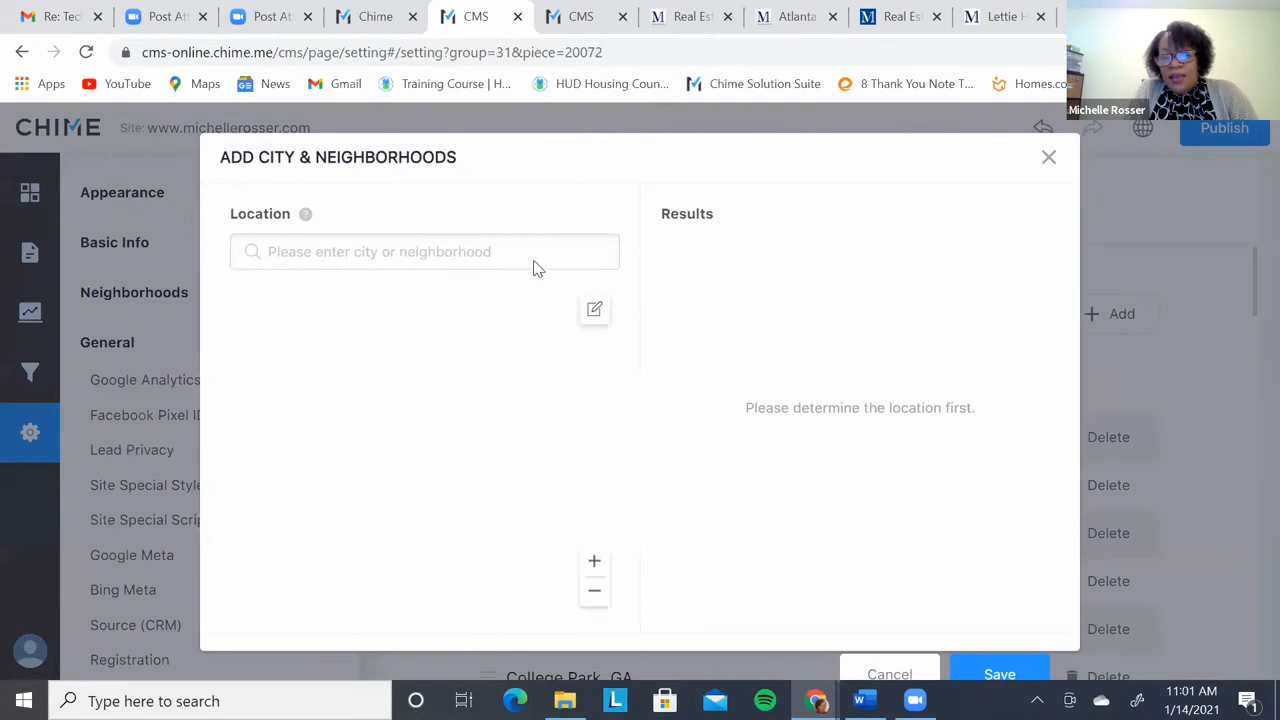 Re: Tec
Post Att
Post Att
Chime
CMS
CMS
Real Est
Atlanta
Real Es
Lettie H
cms-online.chime.me/cms/page/setting#/setting?group=31&piece=20072
Apps
YouTube
Maps
News
Gmail
Training Course | H...
HUD Housing Coun...
Chime Solution Suite
8 Thank You Note T...
Homes.co
Michelle Rosser
CHIME
Site: www.michellerosser.com
Publish
ADD CITY & NEIGHBORHOODS
Appearance
Basic Info
Neighborhoods
General
Google Analytics
Facebook Pixel ID
Lead Privacy
Site Special Style
Site Special Scrip
Google Meta
Bing Meta
Source (CRM)
Registration
Location ?
Please enter city or neighborhood
Results
Please determine the location first.
+ Add
Delete
Delete
Delete
Delete
Delete
College Park, GA
Delete
Cancel
Save
Type here to search
11:01 AM
1/14/2021